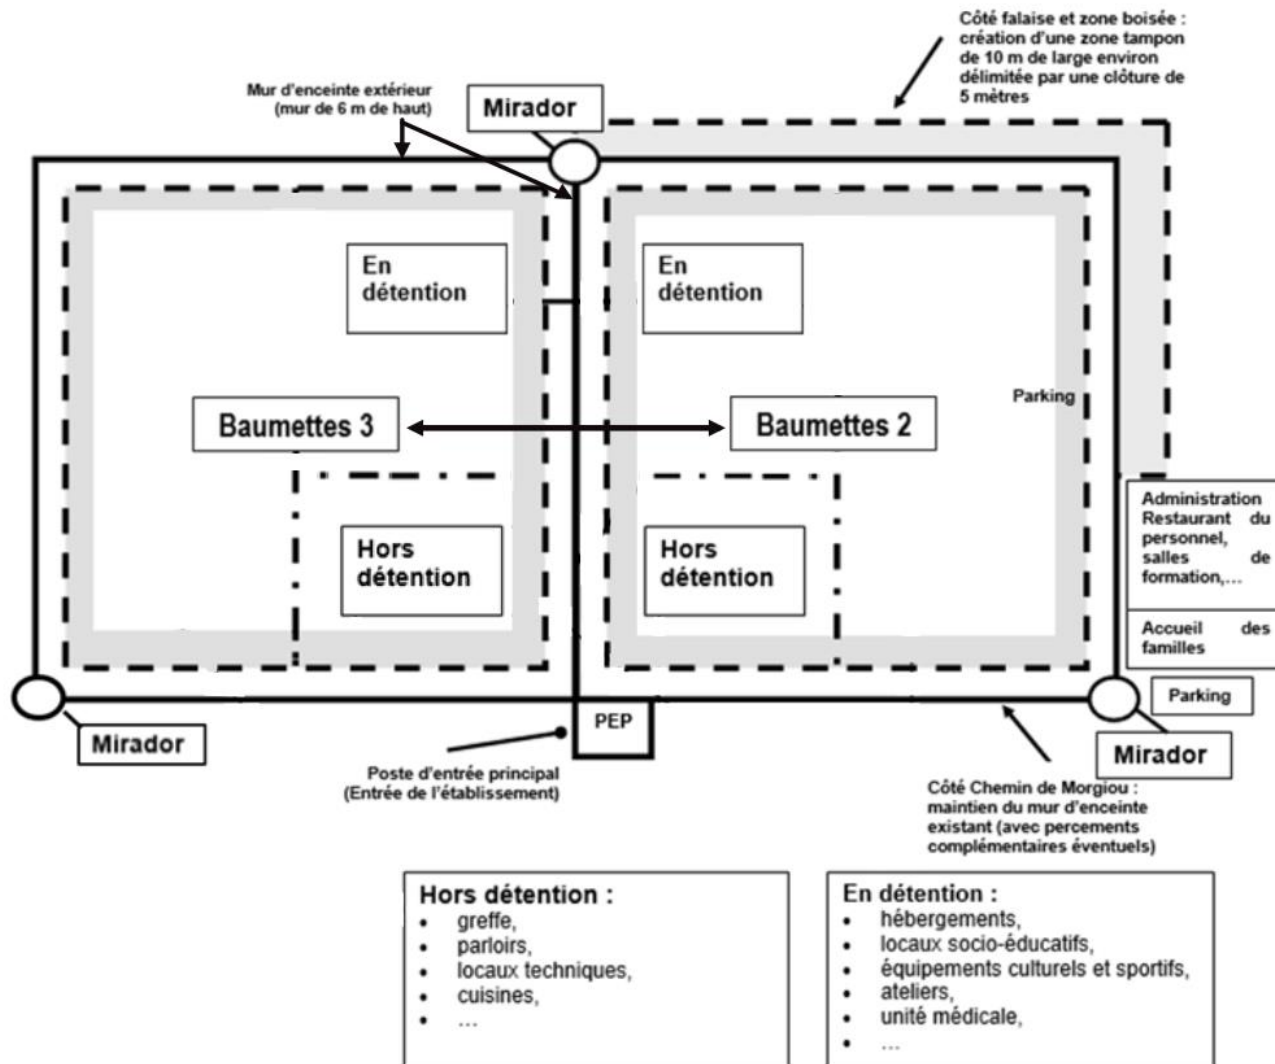 Côté falaise et zone boisée :
création d'une zone tampon
de 10 m de large environ
délimitée par une clôture de
5 mètres
Mur d'enceinte extérieur
(mur de 6 m de haut)
Mirador
En
détention
En
détention
Parking
Baumettes 3
Baumettes 2
Administration
Restaurant du
personnel,
salles de
formation,...
Hors
détention
Hors
détention
Accueil des
familles
Parking
PEP
Mirador
Mirador
Poste d'entrée principal
(Entrée de l'établissement)
Côté Chemin de Morgiou :
maintien du mur d'enceinte
existant (avec percements
complémentaires éventuels)
Hors détention :
• greffe,
• parloirs,
• locaux techniques,
• cuisines,
• ...
En détention :
• hébergements,
• locaux socio-éducatifs,
• équipements culturels et sportifs,
• ateliers,
• unité médicale,
• ...